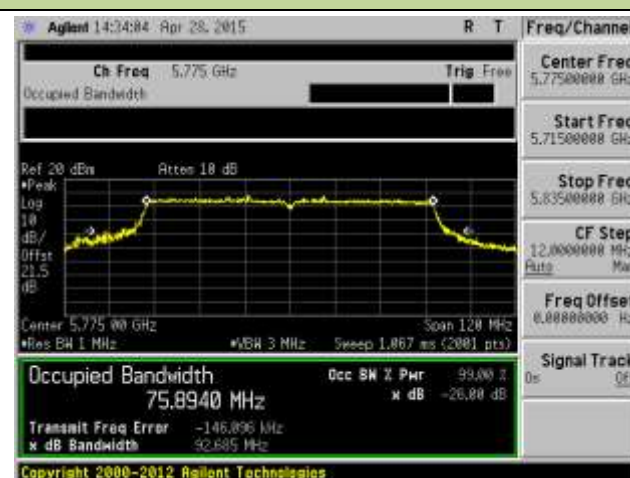 Agilent 14:34:04 Apr 28, 2015 R T
Freq/Channel
Ch Freq 5.775 GHz Trig Free
Occupied Bandwidth
Center Freq
5.77500000 GHz
Start Freq
5.71500000 GHz
Stop Freq
5.83500000 GHz
CF Step
12.0000000 MHz
Auto Man
Freq Offset
0.00000000 Hz
Signal Track
On Off
Ref 20 dBm Atten 10 dB
•Peak
Log
10
dB/
Offst
21.5
dB
Center 5.775 00 GHz Span 120 MHz
•Res BW 1 MHz •VBW 3 MHz Sweep 1.067 ms (2001 pts)
Occupied Bandwidth Occ BW % Pwr 99.00 %
75.8940 MHz x dB -26.00 dB
Transmit Freq Error -146.096 kHz
x dB Bandwidth 92.685 MHz
Copyright 2000-2012 Agilent Technologies